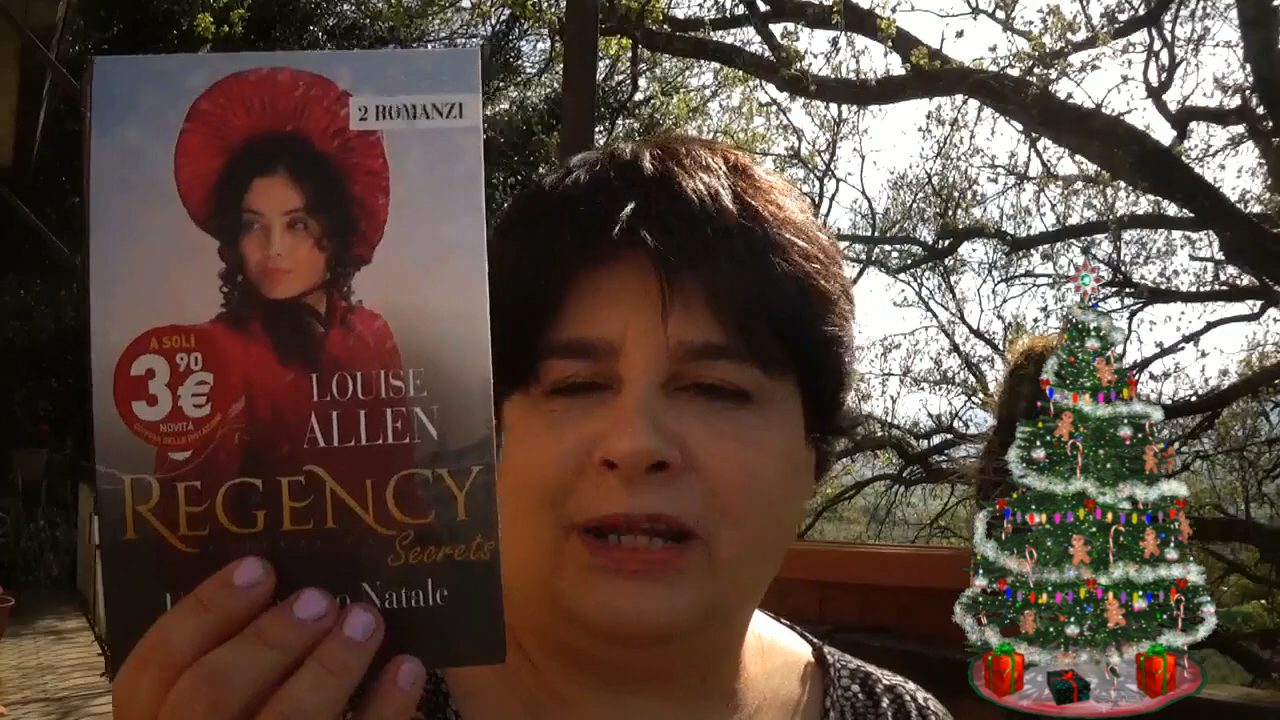 2 ROMANZI
A SOLI
3,90
€
NOVITÀ
LOUISE
ALLEN
REGENCY
Secrets
Natale